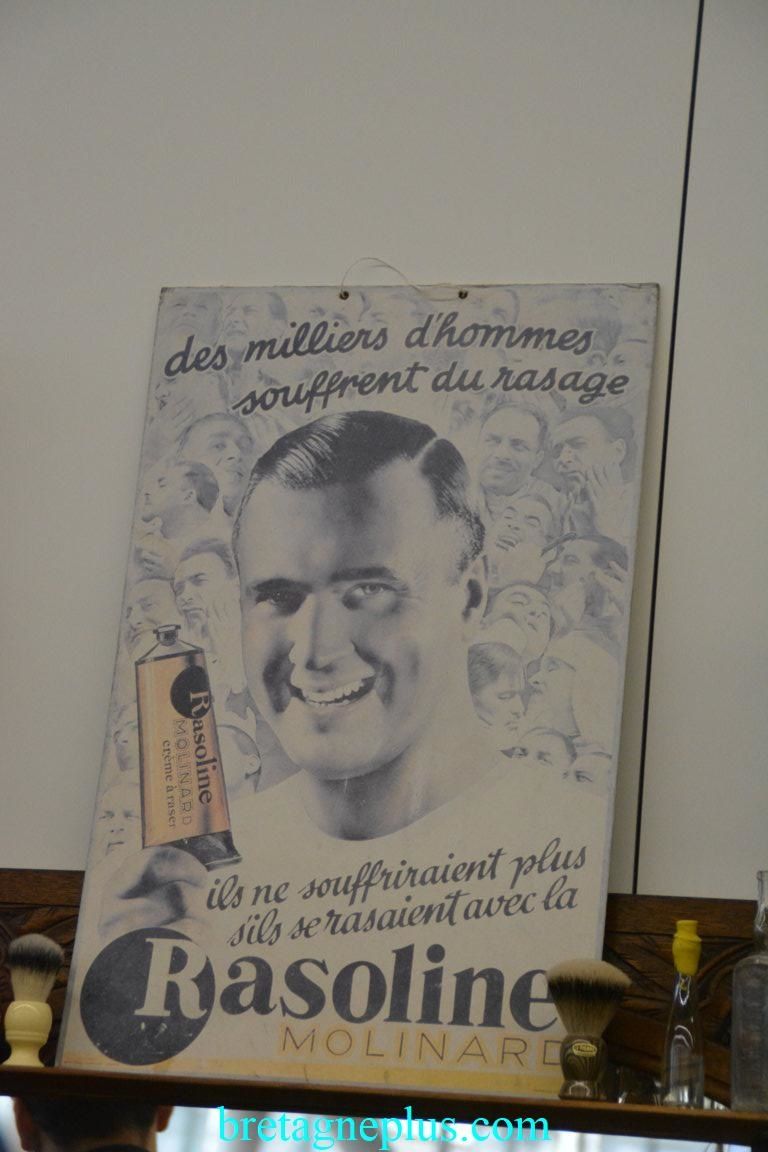 des milliers d'hommes
souffrent du rasage
Rasoline
MOLINARD
crème à raser
ils ne souffriraient plus
s'ils se rasaient avec la
Rasoline
MOLINARD
bretagneplus.com